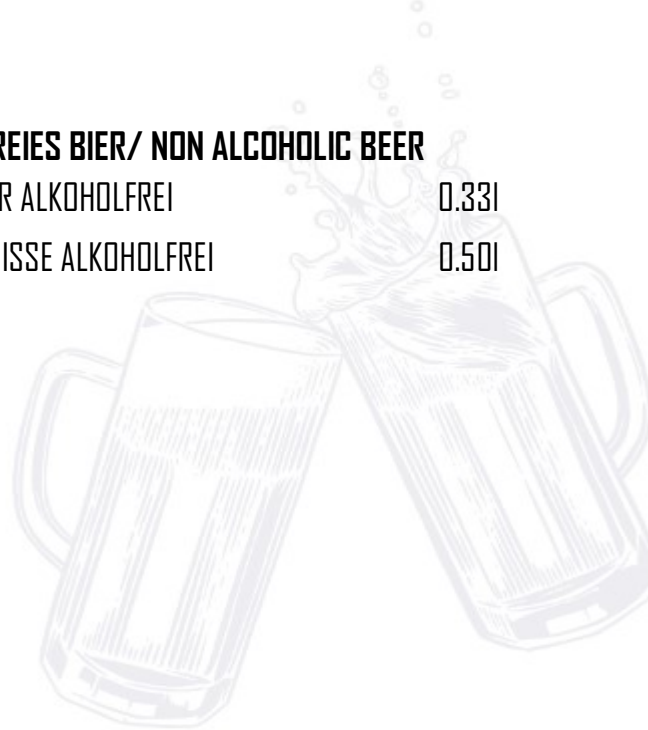 REIES BIER/ NON ALCOHOLIC BEER
R ALKOHOLFREI 0.33l
ISSE ALKOHOLFREI 0.50l